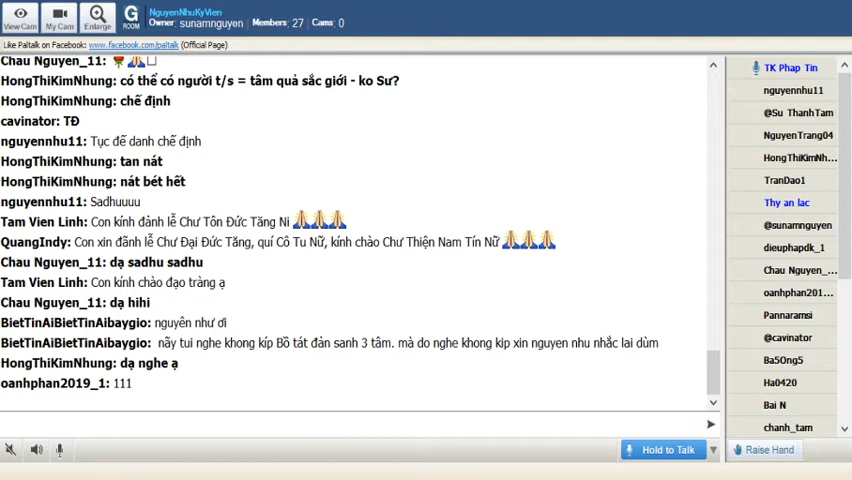 NguyenNhuKyVien
Owner: sunamnguyen Members: 27 Cams: 0
View Cam
My Cam
Enlarge
G
ROOM
Like Paltalk on Facebook: www.facebook.com/paltalk (Official Page)
Chau Nguyen_11:
HongThiKimNhung: có thể có người t/s = tâm quả sắc giới - ko Sư?
HongThiKimNhung: chế định
cavinator: TĐ
nguyennhu11: Tục đế danh chế định
HongThiKimNhung: tan nát
HongThiKimNhung: nát bét hết
nguyennhu11: Sadhuuuu
Tam Vien Linh: Con kính đảnh lễ Chư Tôn Đức Tăng Ni
QuangIndy: Con xin đãnh lễ Chư Đại Đức Tăng, quí Cô Tu Nữ, kính chào Chư Thiện Nam Tín Nữ
Chau Nguyen_11: dạ sadhu sadhu
Tam Vien Linh: Con kính chào đạo tràng ạ
Chau Nguyen_11: dạ hihi
BietTinAiBietTinAibaygio: nguyên như ơi
BietTinAiBietTinAibaygio: nãy tui nghe khong kíp Bồ tát đản sanh 3 tâm. mà do nghe khong kip xin nguyen nhu nhắc lai dùm
HongThiKimNhung: dạ nghe ạ
oanhphan2019_1: 111
TK Phap Tin
nguyennhu11
@Su ThanhTam
NguyenTrang04
HongThiKimNh...
TranDao1
Thy an lac
@sunamnguyen
dieuphapdk_1
Chau Nguyen_...
oanhphan201...
Pannaramsi
@cavinator
Ba5Ong5
Ha0420
Bai N
chanh_tam
Hold to Talk
Raise Hand